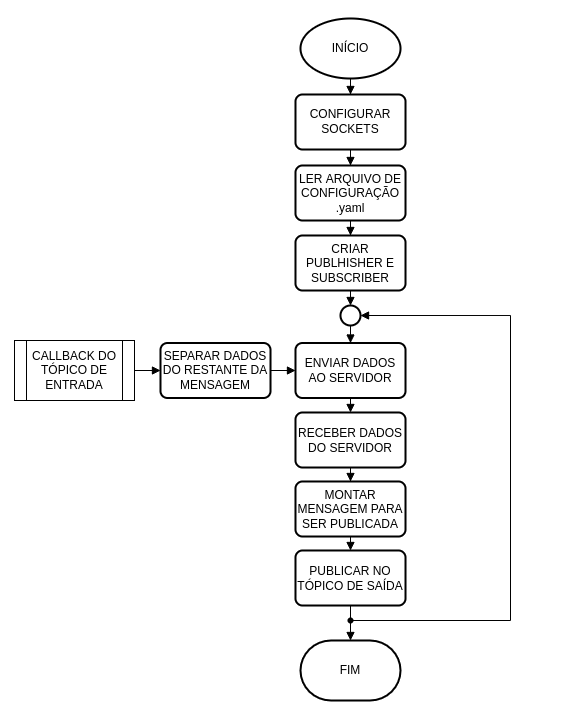 INÍCIO
CONFIGURAR
SOCKETS
LER ARQUIVO DE
CONFIGURAÇÃO
.yaml
CRIAR
PUBLHISHER E
SUBSCRIBER
CALLBACK DO
TÓPICO DE
ENTRADA
SEPARAR DADOS
DO RESTANTE DA
MENSAGEM
ENVIAR DADOS
AO SERVIDOR
RECEBER DADOS
DO SERVIDOR
MONTAR
MENSAGEM PARA
SER PUBLICADA
PUBLICAR NO
TÓPICO DE SAÍDA
FIM